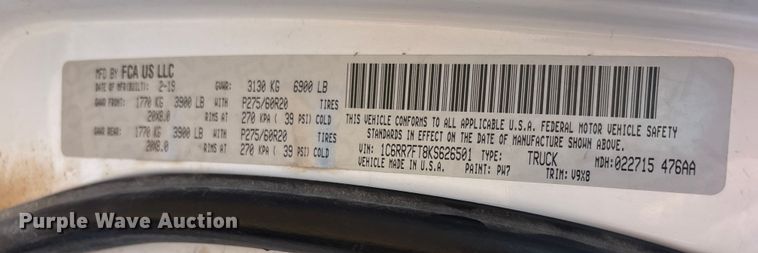 MFD BY FCA US LLC
DATE OF MFR(BUILT): 2-19 GVWR: 3130 KG 6900 LB
GAWR FRONT: 1770 KG 3900 LB WITH P275/60R20 TIRES
20X8.0 RIMS AT 270 KPA ( 39 PSI) COLD
GAWR REAR: 1770 KG 3900 LB WITH P275/60R20 TIRES
20X8.0 RIMS AT 270 KPA ( 39 PSI) COLD
THIS VEHICLE CONFORMS TO ALL APPLICABLE U.S.A. FEDERAL MOTOR VEHICLE SAFETY
STANDARDS IN EFFECT ON THE DATE OF MANUFACTURE SHOWN ABOVE.
VIN: 1C6RR7FT8KS626501 TYPE: TRUCK MDH:022715 476AA
VEHICLE MADE IN U.S.A. PAINT: PW7 TRIM: V9X8
Purple Wave Auction